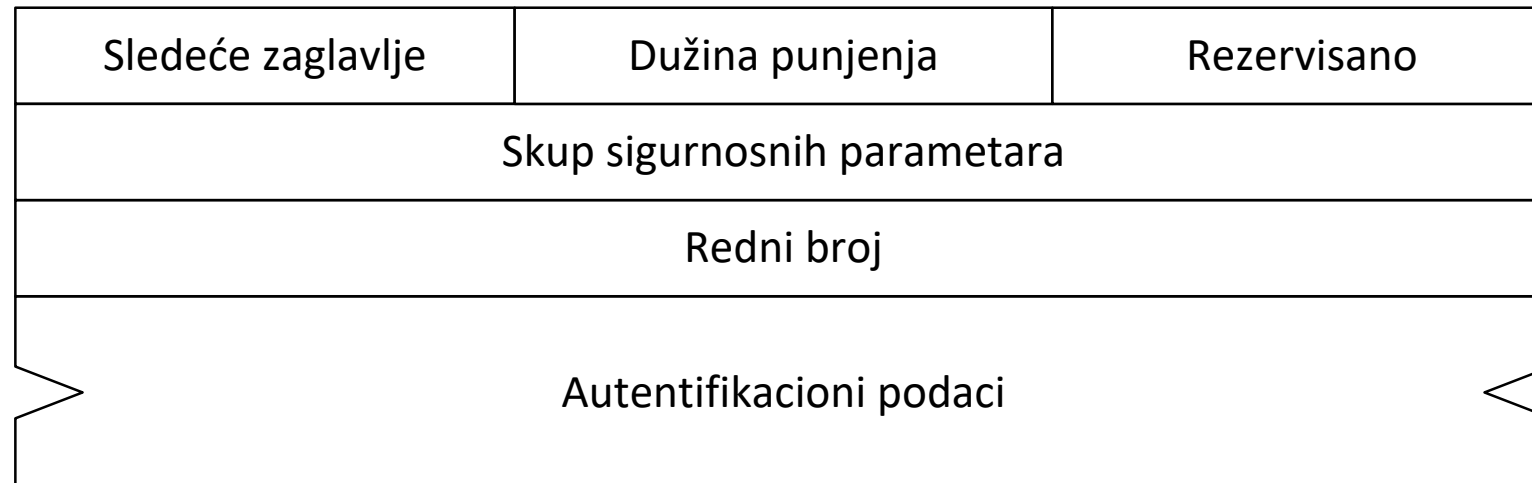 Sledeće zaglavlje
Dužina punjenja
Rezervisano
Skup sigurnosnih parametara
Redni broj
Autentifikacioni podaci